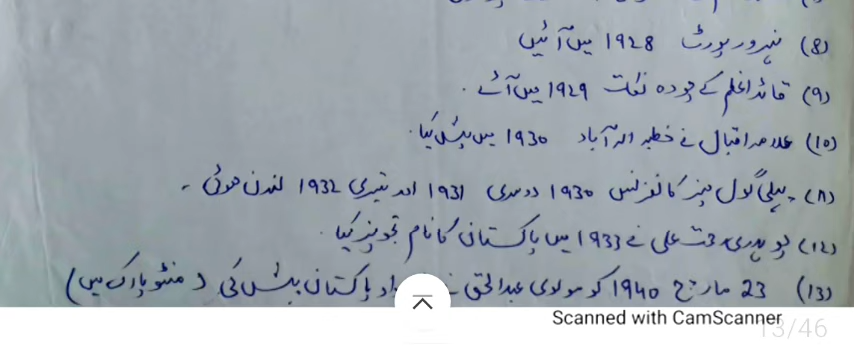 (8) نہرو رپورٹ 1928 میں آئیں
(9) قائداعظم کے چودہ نکات 1929 میں آئے ۔
(10) علامہ اقبال نے خطبہ الہ آباد 1930 میں پیش کیا۔
(11) پہلی گول میز کانفرنس 1930 دوسری 1931 اور تیسری 1932 لندن ہوئی ۔
(12) چوہدری رحمت علی نے 1933 میں پاکستان کا نام تجویز کیا۔
(13) 23 مارچ 1940 کو مولوی عبدالحق پاکستان پیش کی (منٹو پارک میں)
Scanned with CamScanner
13/46